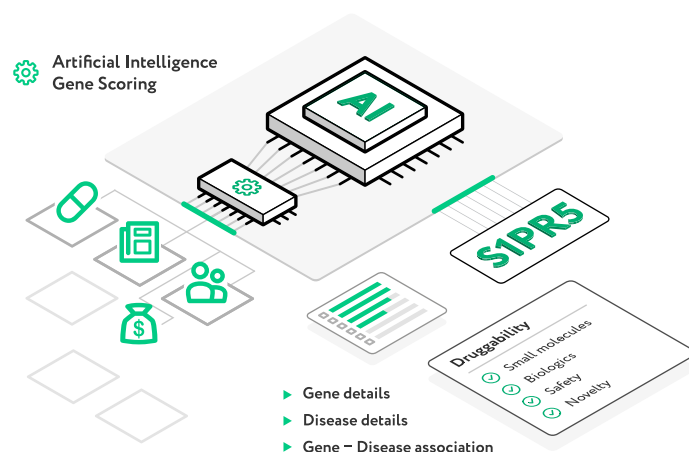 Artificial Intelligence
Gene Scoring
AI
S1PR5
$
Druggability
Small molecules
Biologics
Safety
Novelty
Gene details
Disease details
Gene – Disease association